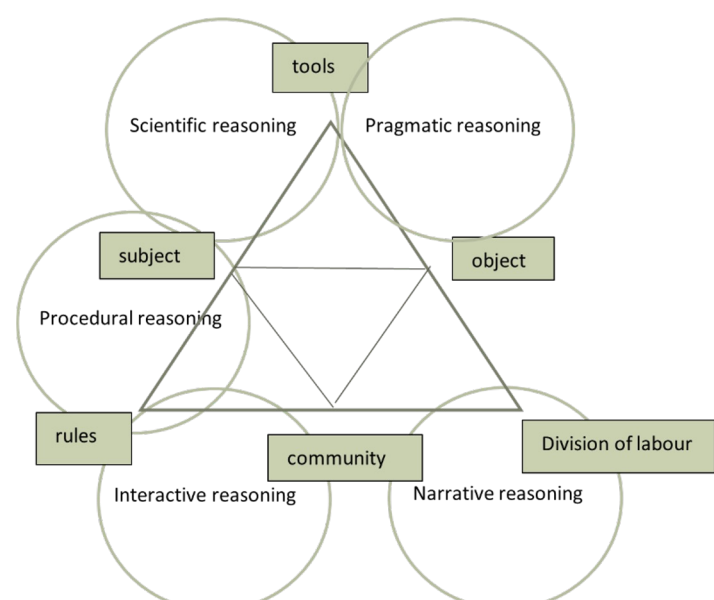 tools
Scientific reasoning
Pragmatic reasoning
subject
object
Procedural reasoning
rules
community
Division of labour
Interactive reasoning
Narrative reasoning